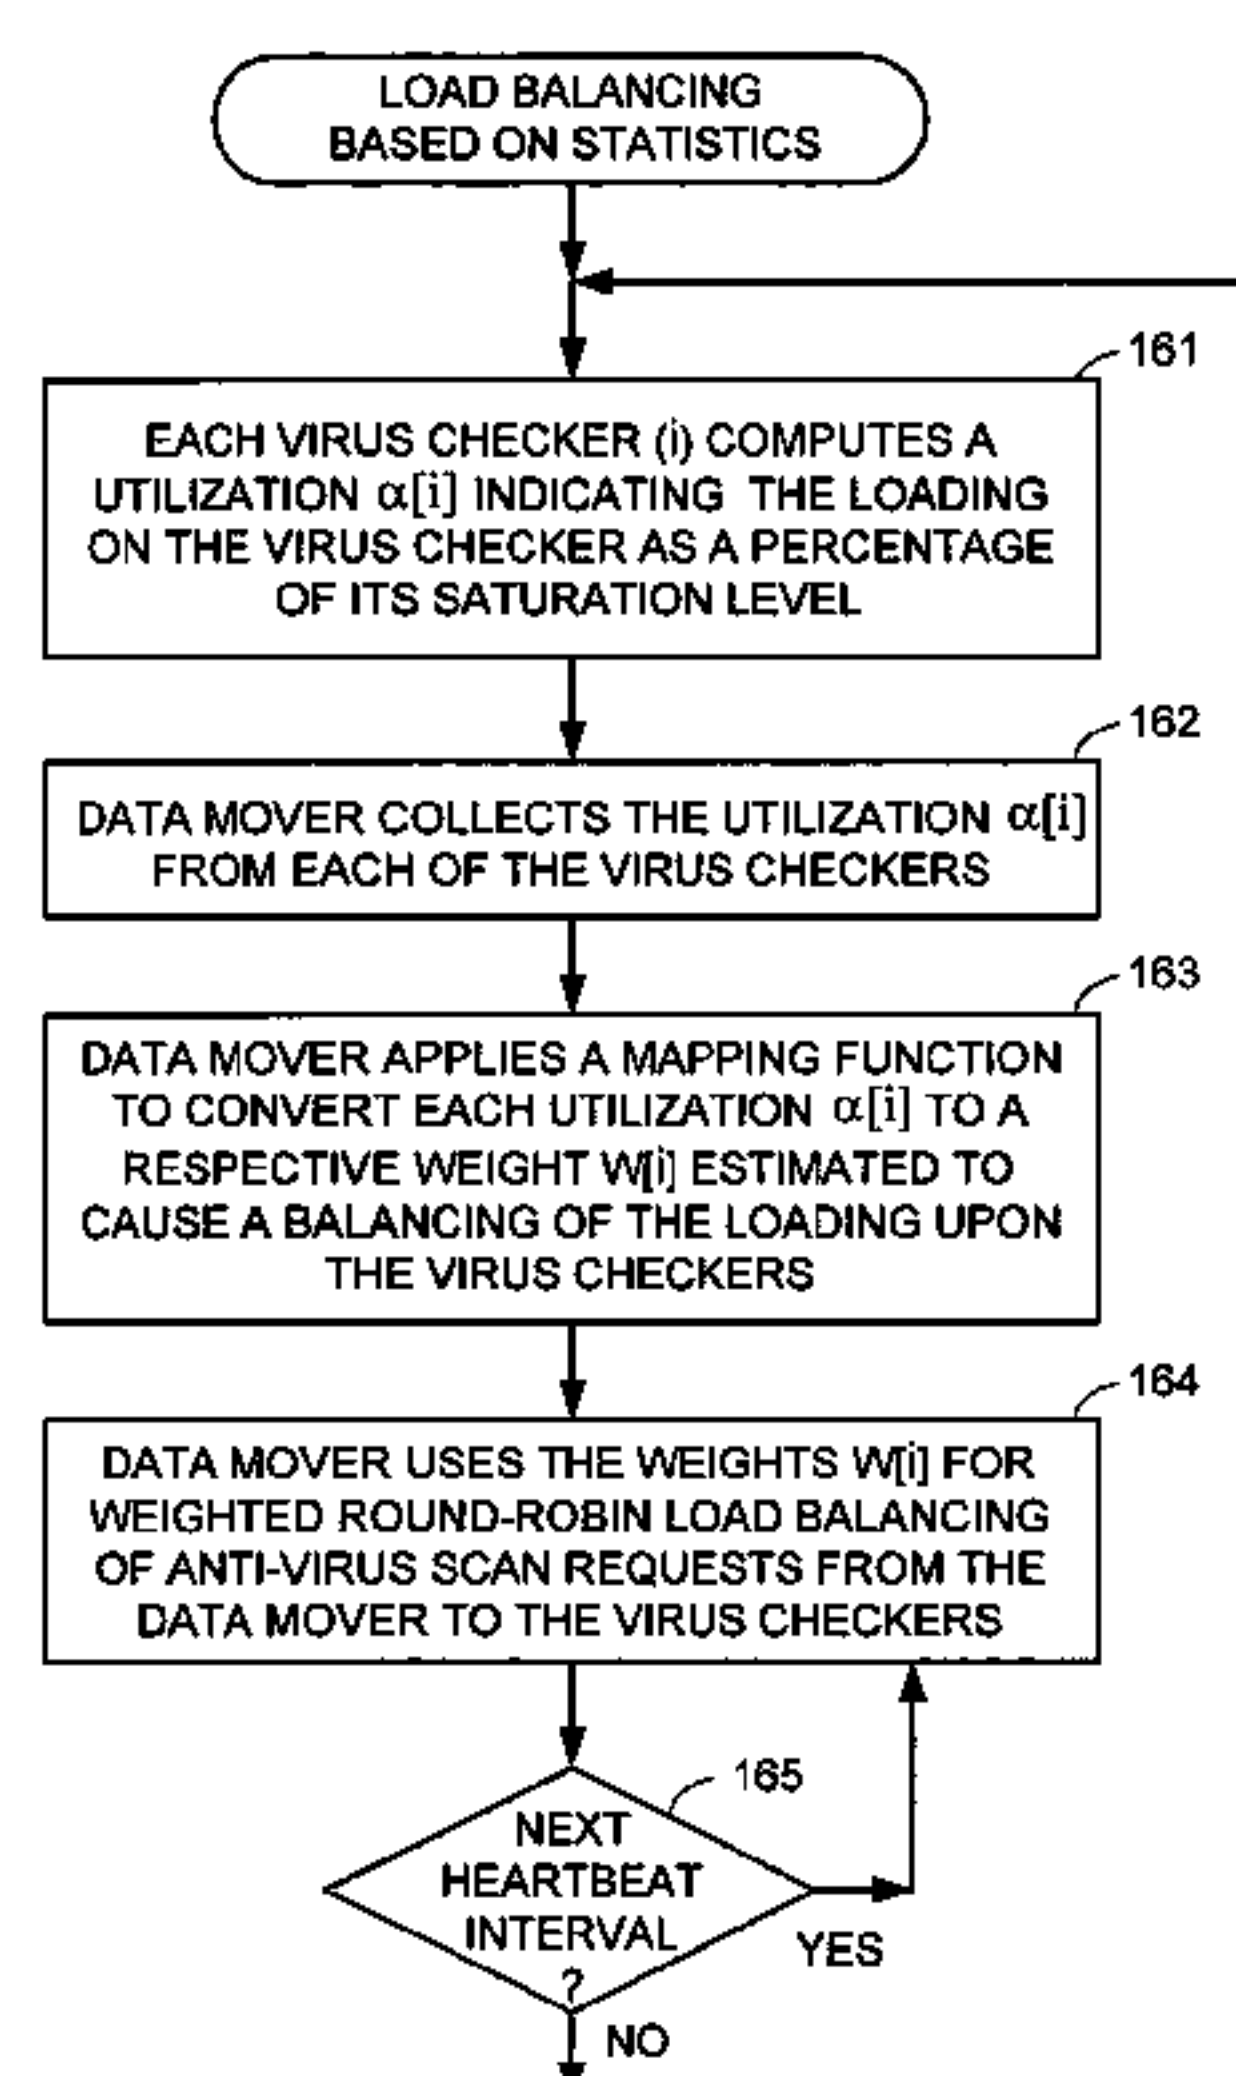 LOAD BALANCING
BASED ON STATISTICS
161
EACH VIRUS CHECKER (i) COMPUTES A
UTILIZATION α[i] INDICATING THE LOADING
ON THE VIRUS CHECKER AS A PERCENTAGE
OF ITS SATURATION LEVEL
162
DATA MOVER COLLECTS THE UTILIZATION α[i]
FROM EACH OF THE VIRUS CHECKERS
163
DATA MOVER APPLIES A MAPPING FUNCTION
TO CONVERT EACH UTILIZATION α[i] TO A
RESPECTIVE WEIGHT W[i] ESTIMATED TO
CAUSE A BALANCING OF THE LOADING UPON
THE VIRUS CHECKERS
164
DATA MOVER USES THE WEIGHTS W[i] FOR
WEIGHTED ROUND-ROBIN LOAD BALANCING
OF ANTI-VIRUS SCAN REQUESTS FROM THE
DATA MOVER TO THE VIRUS CHECKERS
165
NEXT
HEARTBEAT
INTERVAL
?
YES
NO